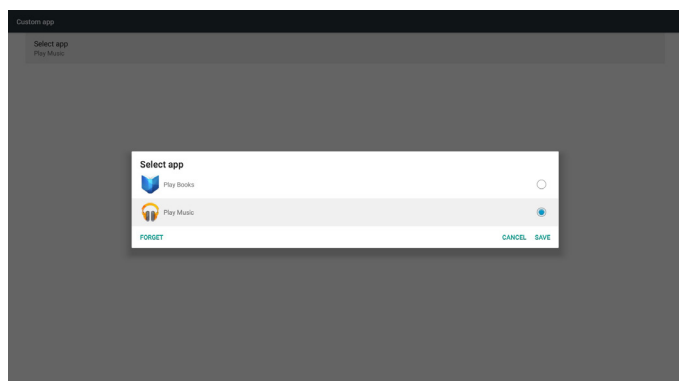 Custom app
Select app
Play Music
Select app
Play Books
Play Music
FORGET CANCEL SAVE